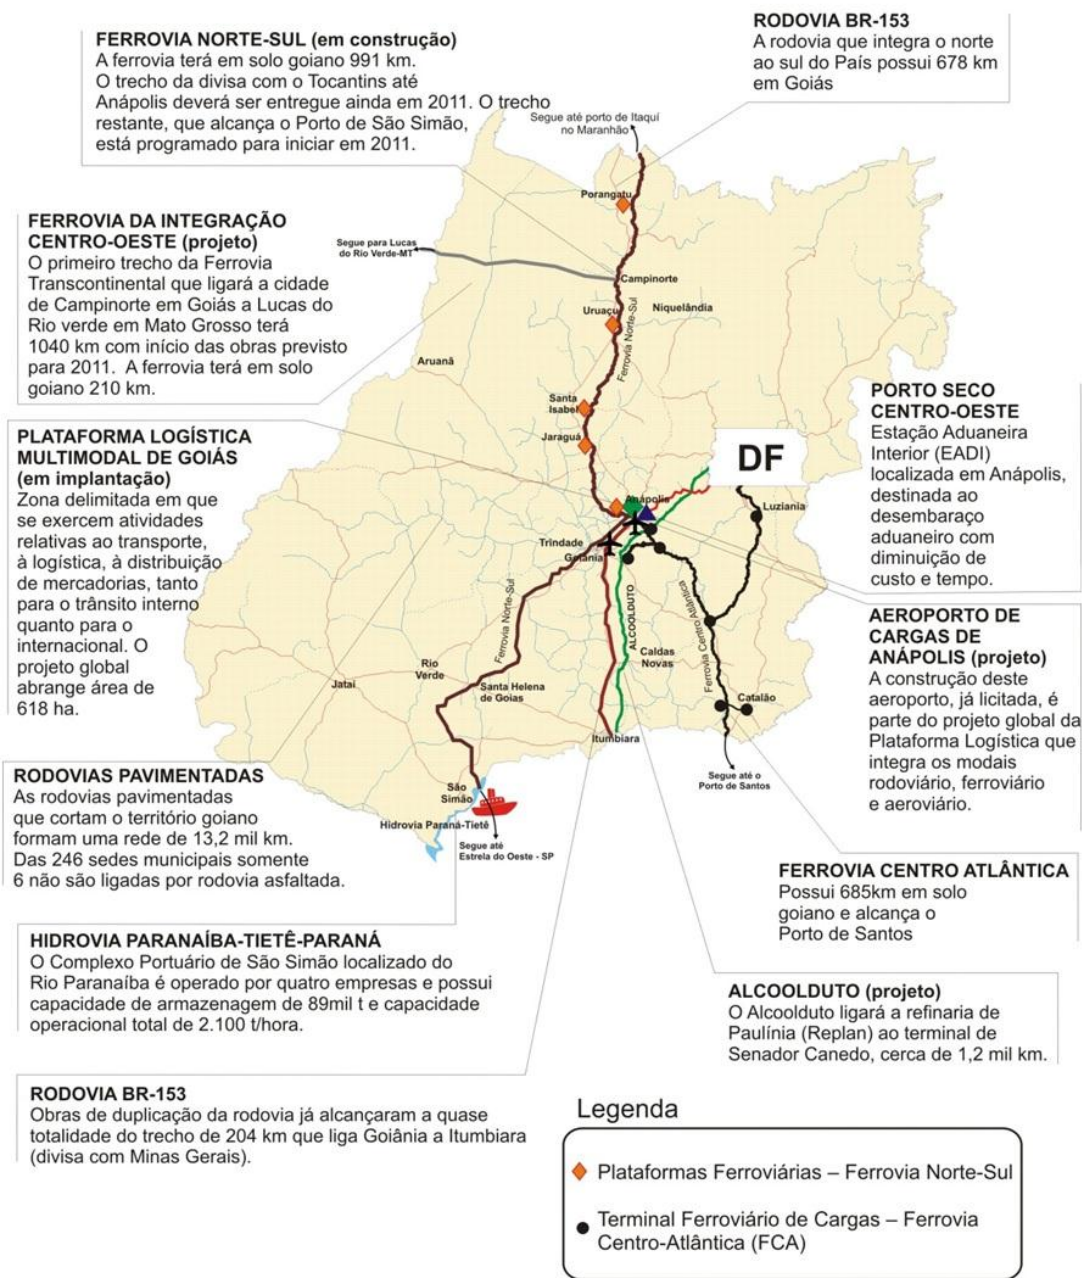 FERROVIA NORTE-SUL (em construção)
A ferrovia terá em solo goiano 991 km.
O trecho da divisa com o Tocantins até
Anápolis deverá ser entregue ainda em 2011. O trecho
restante, que alcança o Porto de São Simão,
está programado para iniciar em 2011.
RODOVIA BR-153
A rodovia que integra o norte
ao sul do País possui 678 km
em Goiás
Segue até porto de Itaquí
no Maranhão
Porangatu
FERROVIA DA INTEGRAÇÃO
CENTRO-OESTE (projeto)
O primeiro trecho da Ferrovia
Transcontinental que ligará a cidade
de Campinorte em Goiás a Lucas do
Rio verde em Mato Grosso terá
1040 km com início das obras previsto
para 2011. A ferrovia terá em solo
goiano 210 km.
Segue para Lucas
do Rio Verde-MT
Campinorte
Uruaçu
Niquelândia
Ferrovia Norte-Sul
Aruanã
Santa
Isabel
Jaraguá
PLATAFORMA LOGÍSTICA
MULTIMODAL DE GOIÁS
(em implantação)
Zona delimitada em que
se exercem atividades
relativas ao transporte,
à logística, à distribuição
de mercadorias, tanto
para o trânsito interno
quanto para o
internacional. O
projeto global
abrange área de
618 ha.
PORTO SECO
CENTRO-OESTE
Estação Aduaneira
Interior (EADI)
localizada em Anápolis,
destinada ao
desembaraço
aduaneiro com
diminuição de
custo e tempo.
DF
Anápolis
Luziania
Trindade
Goiânia
Ferrovia Norte-Sul
ALCOOLDUTO
Ferrovia Centro Atlântica
Caldas
Novas
Rio
Verde
Jatai
Santa Helena
de Goias
Catalão
Itumbiara
AEROPORTO DE
CARGAS DE
ANÁPOLIS (projeto)
A construção deste
aeroporto, já licitada, é
parte do projeto global da
Plataforma Logística que
integra os modais
rodoviário, ferroviário
e aeroviário.
Segue até o
Porto de Santos
RODOVIAS PAVIMENTADAS
As rodovias pavimentadas
que cortam o território goiano
formam uma rede de 13,2 mil km.
Das 246 sedes municipais somente
6 não são ligadas por rodovia asfaltada.
São
Simão
Hidrovia Paraná-Tietê
Segue até
Estrela do Oeste - SP
FERROVIA CENTRO ATLÂNTICA
Possui 685km em solo
goiano e alcança o
Porto de Santos
HIDROVIA PARANAÍBA-TIETÊ-PARANÁ
O Complexo Portuário de São Simão localizado do
Rio Paranaíba é operado por quatro empresas e possui
capacidade de armazenagem de 89mil t e capacidade
operacional total de 2.100 t/hora.
ALCOOLDUTO (projeto)
O Alcoolduto ligará a refinaria de
Paulínia (Replan) ao terminal de
Senador Canedo, cerca de 1,2 mil km.
RODOVIA BR-153
Obras de duplicação da rodovia já alcançaram a quase
totalidade do trecho de 204 km que liga Goiânia a Itumbiara
(divisa com Minas Gerais).
Legenda
Plataformas Ferroviárias – Ferrovia Norte-Sul
Terminal Ferroviário de Cargas – Ferrovia
Centro-Atlântica (FCA)